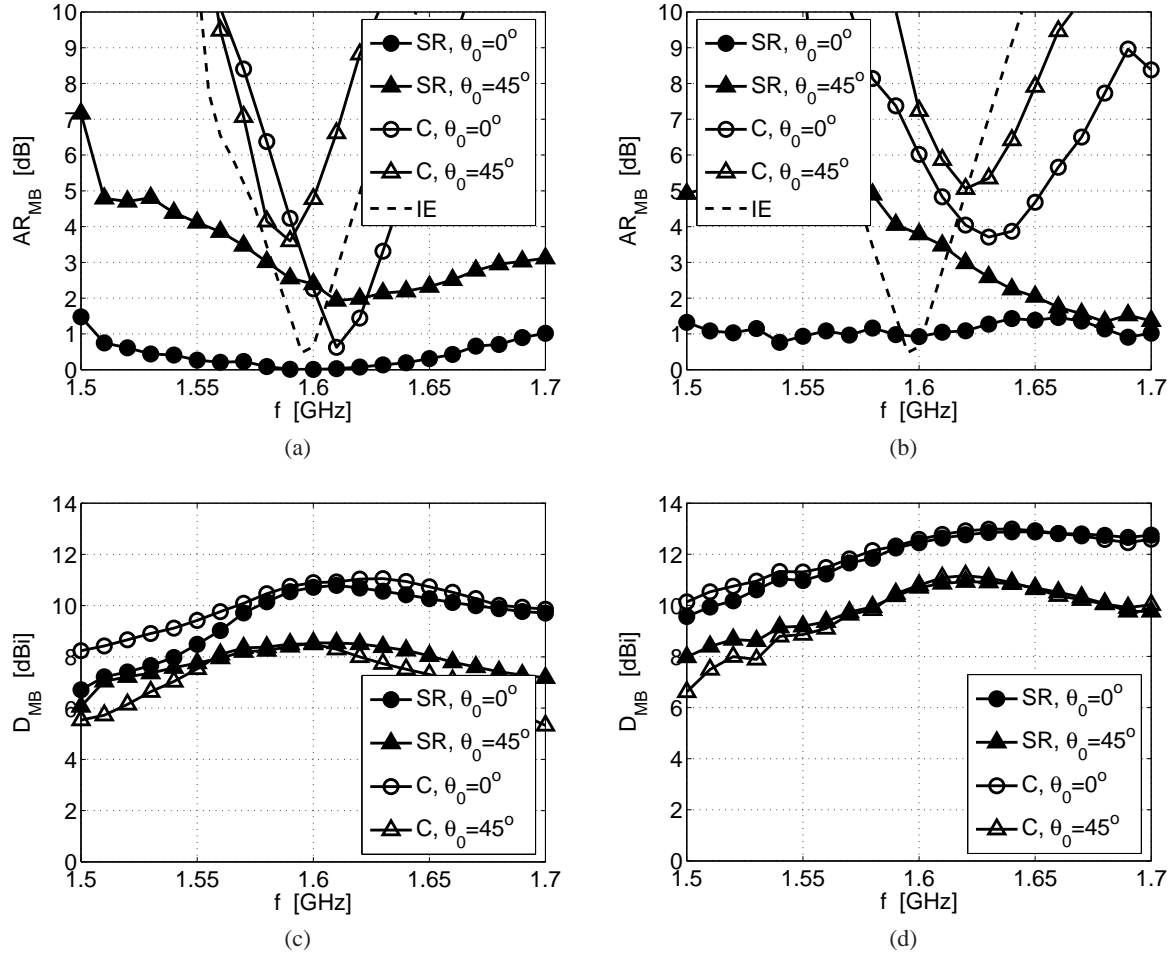 10
9
8
7
6
5
4
3
2
1
0
1.5
1.55
1.6
1.65
1.7
AR_MB [dB]
f [GHz]
SR, θ_0=0°
SR, θ_0=45°
C, θ_0=0°
C, θ_0=45°
IE
(a)
10
9
8
7
6
5
4
3
2
1
0
1.5
1.55
1.6
1.65
1.7
AR_MB [dB]
f [GHz]
SR, θ_0=0°
SR, θ_0=45°
C, θ_0=0°
C, θ_0=45°
IE
(b)
14
12
10
8
6
4
2
0
1.5
1.55
1.6
1.65
1.7
D_MB [dBi]
f [GHz]
SR, θ_0=0°
SR, θ_0=45°
C, θ_0=0°
C, θ_0=45°
(c)
14
12
10
8
6
4
2
0
1.5
1.55
1.6
1.65
1.7
D_MB [dBi]
f [GHz]
SR, θ_0=0°
SR, θ_0=45°
C, θ_0=0°
C, θ_0=45°
(d)